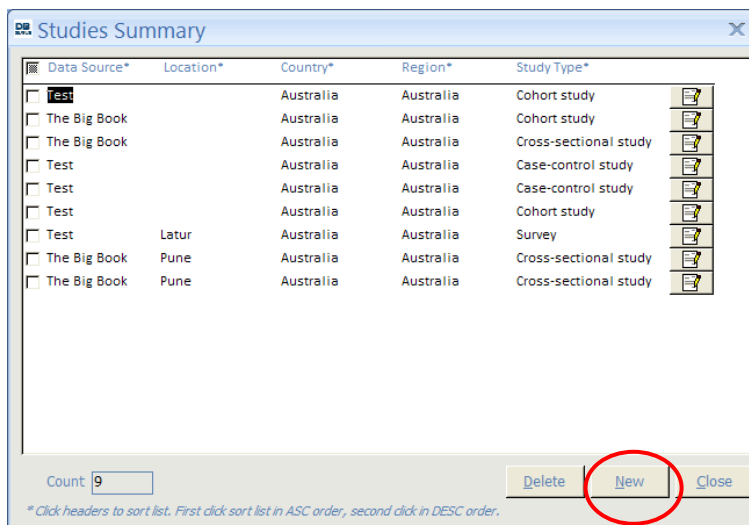 Studies Summary
Data Source* Location* Country* Region* Study Type*
Test Australia Australia Cohort study
The Big Book Australia Australia Cohort study
The Big Book Australia Australia Cross-sectional study
Test Australia Australia Case-control study
Test Australia Australia Case-control study
Test Australia Australia Cohort study
Test Latur Australia Australia Survey
The Big Book Pune Australia Australia Cross-sectional study
The Big Book Pune Australia Australia Cross-sectional study
Count 9 Delete New Close
* Click headers to sort list. First click sort list in ASC order, second click in DESC order.